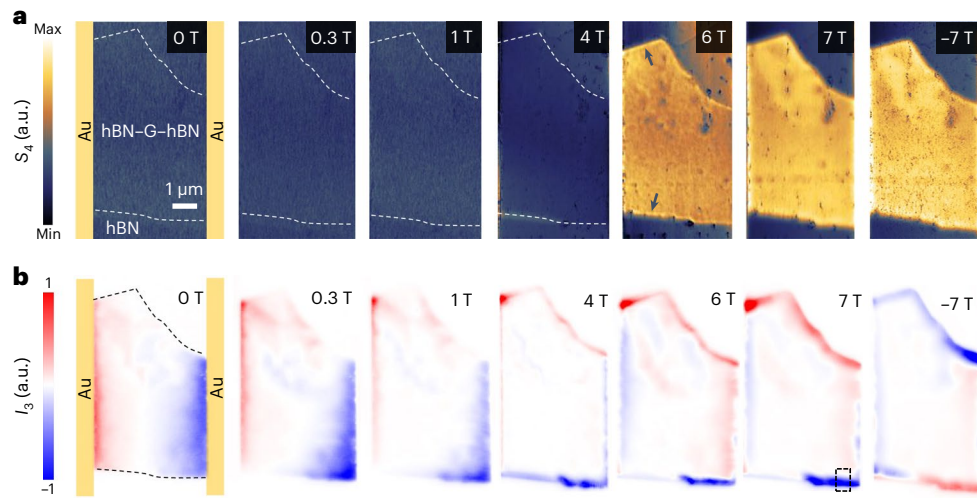 a
Max
S4 (a.u.)
Min
Au
Au
hBN–G–hBN
1 μm
hBN
0 T
0.3 T
1 T
4 T
6 T
7 T
–7 T
b
1
I3 (a.u.)
–1
Au
Au
0 T
0.3 T
1 T
4 T
6 T
7 T
–7 T